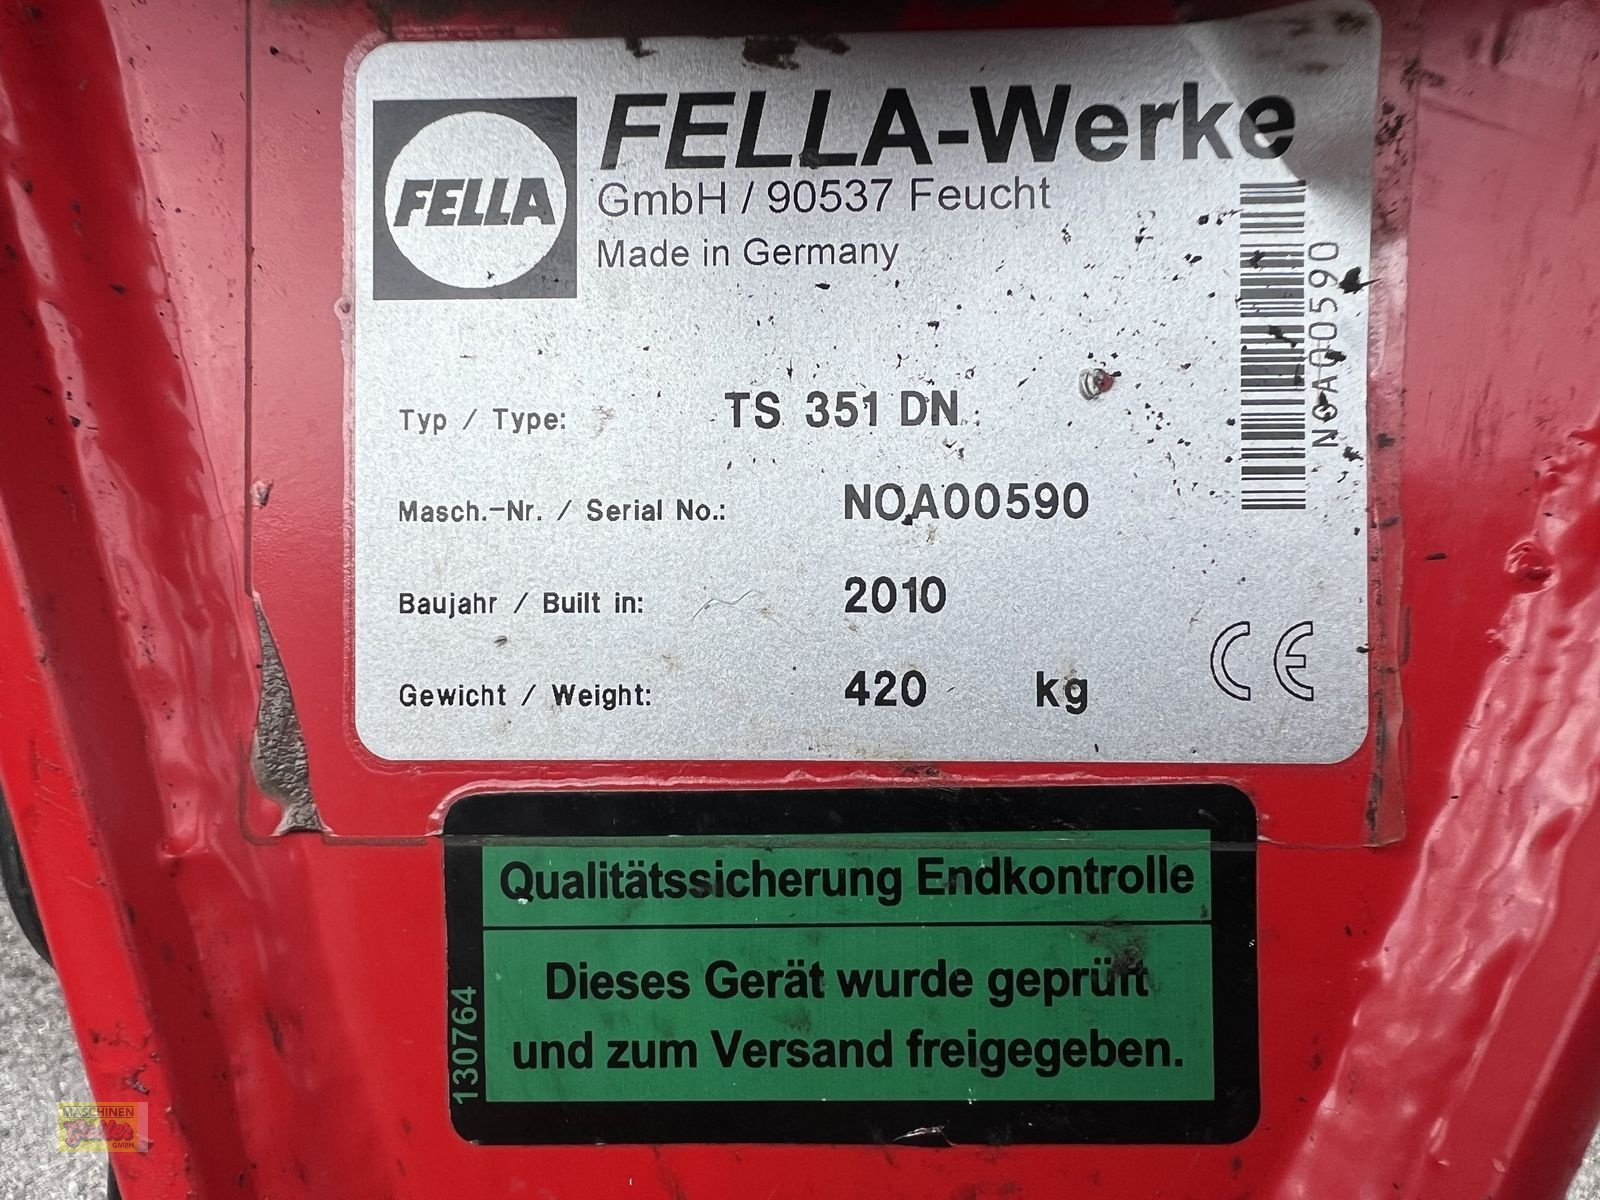 FELLA
FELLA-Werke
GmbH / 90537 Feucht
Made in Germany
NOA00590
Typ / Type: TS 351 DN
Masch.-Nr. / Serial No.: NOA00590
Baujahr / Built in: 2010
Gewicht / Weight: 420 kg
CE
Qualitätssicherung Endkontrolle
Dieses Gerät wurde geprüft
und zum Versand freigegeben.
130764
MASCHINEN
GMBH